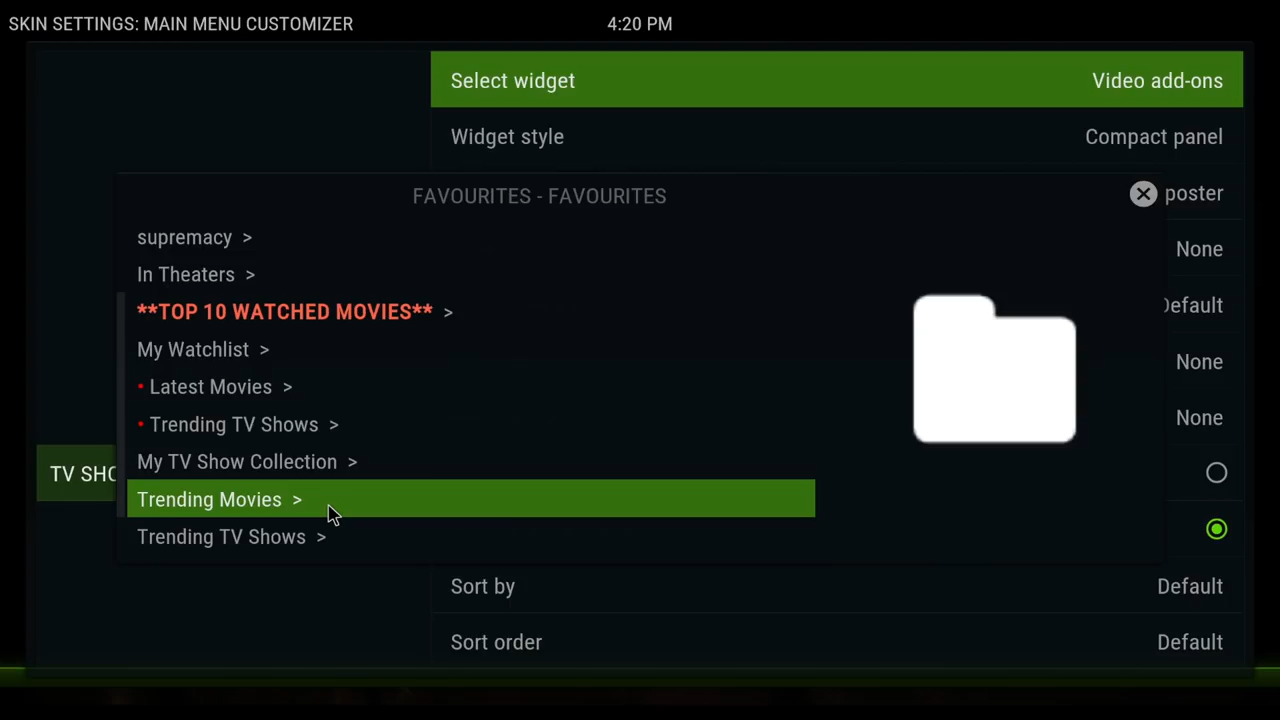 SKIN SETTINGS: MAIN MENU CUSTOMIZER 4:20 PM
Select widget Video add-ons
Widget style Compact panel
FAVOURITES - FAVOURITES
poster
supremacy >
None
In Theaters >
Default
**TOP 10 WATCHED MOVIES** >
My Watchlist >
None
• Latest Movies >
None
• Trending TV Shows >
My TV Show Collection >
TV SHO
Trending Movies >
Trending TV Shows >
Sort by Default
Sort order Default